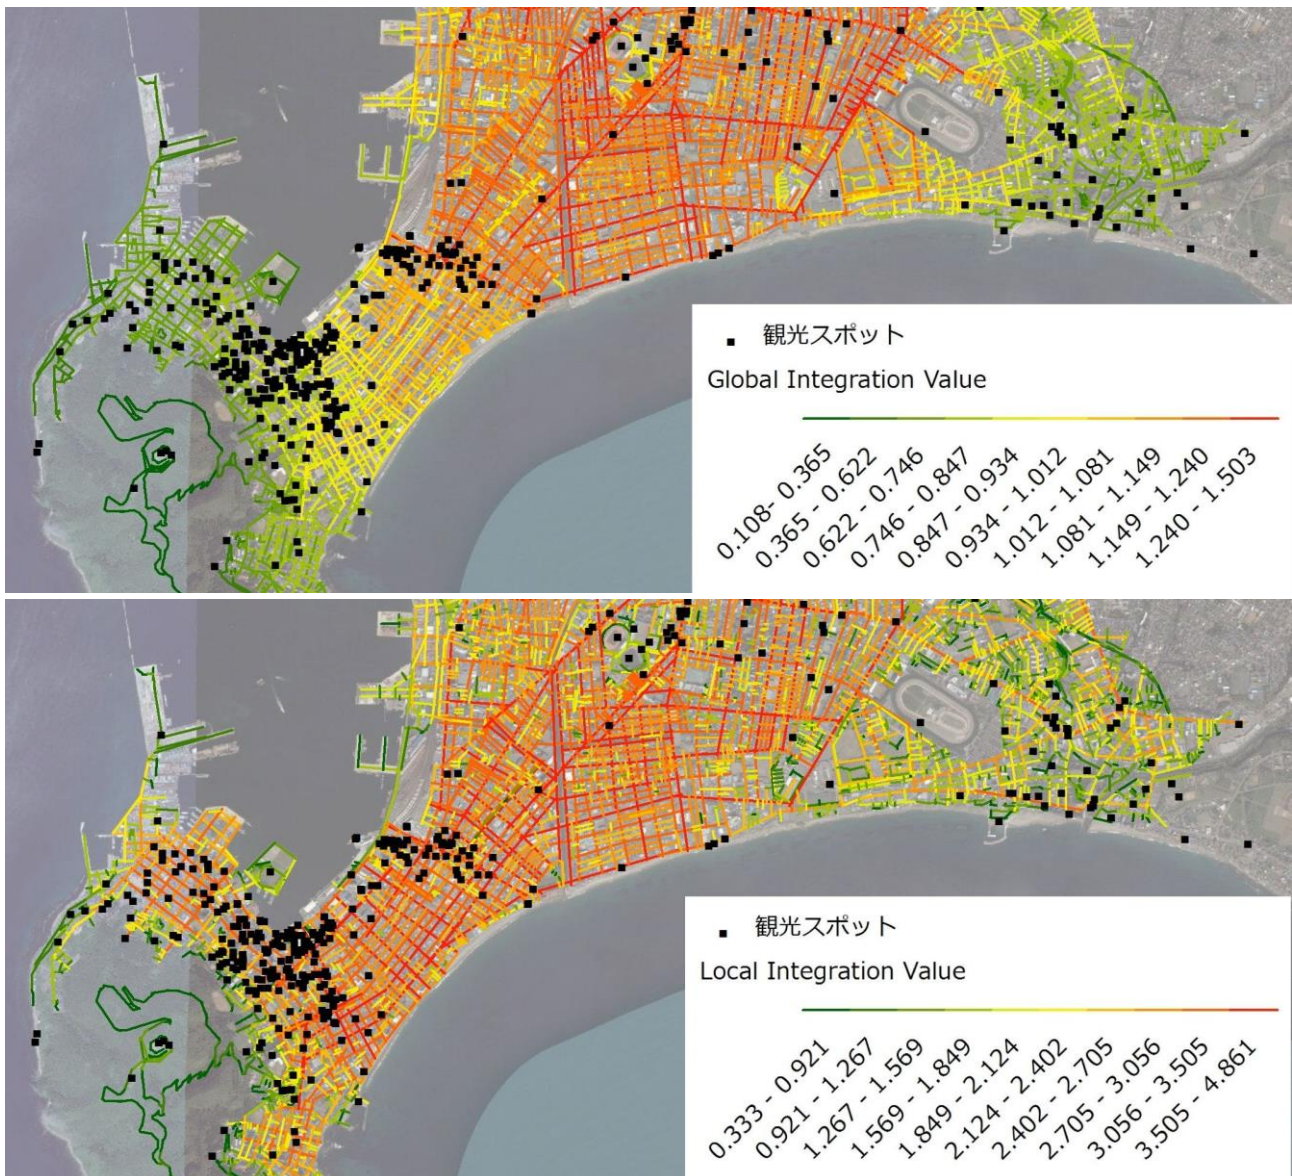 観光スポット
Global Integration Value
0.108- 0.365
0.365 - 0.622
0.622 - 0.746
0.746 - 0.847
0.847 - 0.934
0.934 - 1.012
1.012 - 1.081
1.081 - 1.149
1.149 - 1.240
1.240 - 1.503
観光スポット
Local Integration Value
0.333 - 0.921
0.921 - 1.267
1.267 - 1.569
1.569 - 1.849
1.849 - 2.124
2.124 - 2.402
2.402 - 2.705
2.705 - 3.056
3.056 - 3.505
3.505 - 4.861